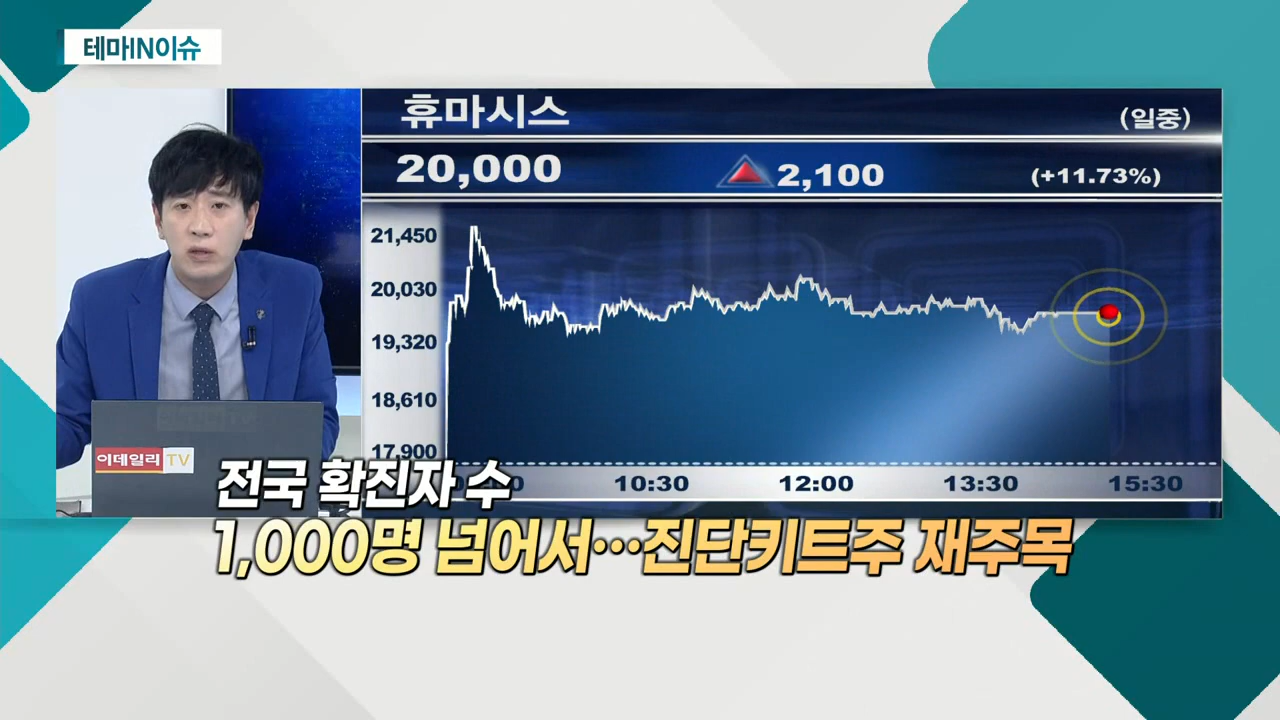 테마IN이슈
휴마시스
(일중)
20,000
2,100
(+11.73%)
21,450
20,030
19,320
18,610
17,900
10:30
12:00
13:30
15:30
이데일리 TV
전국 확진자 수
1,000명 넘어서…진단키트주 재주목